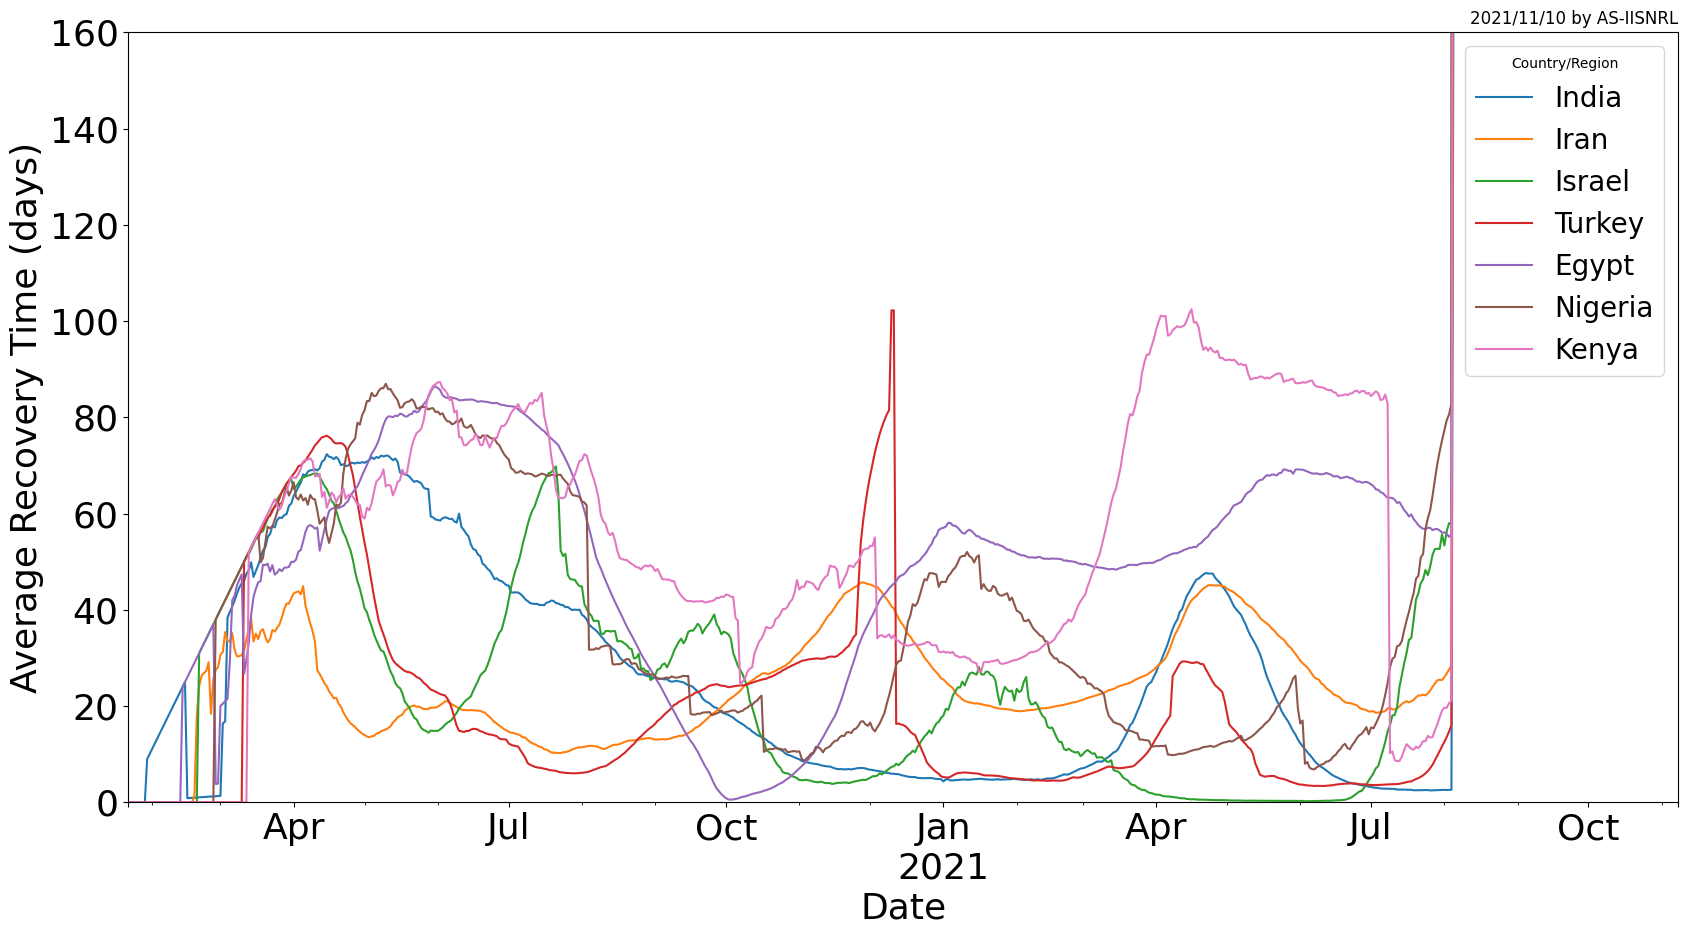 2021/11/10 by AS-IISNRL
Average Recovery Time (days)
160
140
120
100
80
60
40
20
0
Country/Region
India
Iran
Israel
Turkey
Egypt
Nigeria
Kenya
Apr Jul Oct Jan Apr Jul Oct
2021
Date